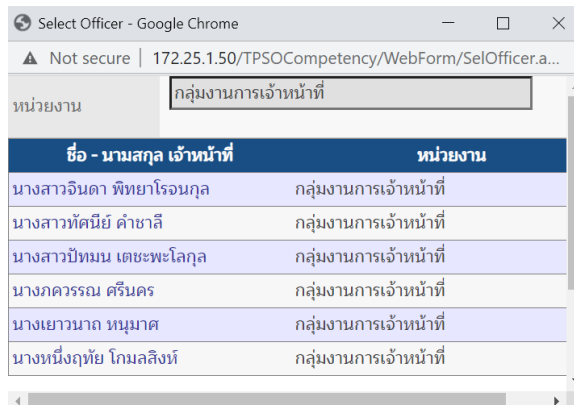 Select Officer - Google Chrome
Not secure | 172.25.1.50/TPSOCompetency/WebForm/SelOfficer.a...
หน่วยงาน กลุ่มงานการเจ้าหน้าที่
ชื่อ - นามสกุล เจ้าหน้าที่ หน่วยงาน
นางสาวจินดา พิทยาโรจนกุล กลุ่มงานการเจ้าหน้าที่
นางสาวทัศนีย์ คำชาลี กลุ่มงานการเจ้าหน้าที่
นางสาวปัทมน เตชะพะโลกุล กลุ่มงานการเจ้าหน้าที่
นางภควรรณ ศรีนคร กลุ่มงานการเจ้าหน้าที่
นางเยาวนาถ หนุมาศ กลุ่มงานการเจ้าหน้าที่
นางหนึ่งฤทัย โกมลสิงห์ กลุ่มงานการเจ้าหน้าที่